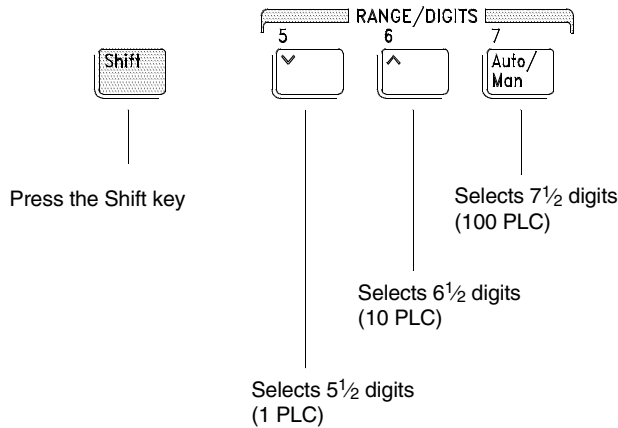 RANGE/DIGITS
5 6 7
Shift
Auto/
Man
Press the Shift key
Selects 7½ digits
(100 PLC)
Selects 6½ digits
(10 PLC)
Selects 5½ digits
(1 PLC)